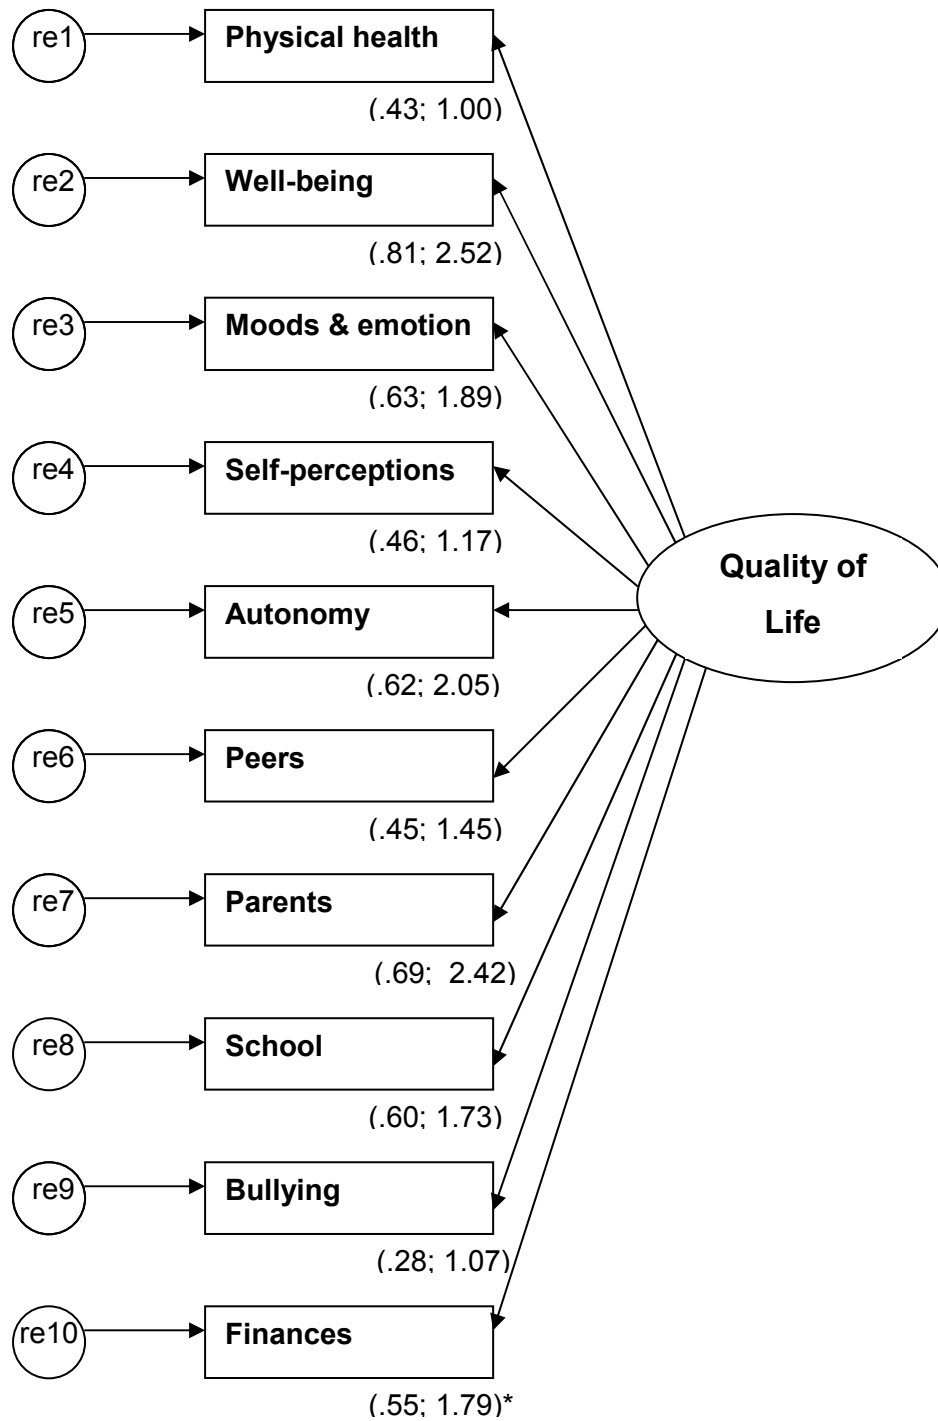 re1
Physical health
(.43; 1.00)
re2
Well-being
(.81; 2.52)
re3
Moods & emotion
(.63; 1.89)
re4
Self-perceptions
(.46; 1.17)
Quality of
Life
re5
Autonomy
(.62; 2.05)
re6
Peers
(.45; 1.45)
re7
Parents
(.69;  2.42)
re8
School
(.60; 1.73)
re9
Bullying
(.28; 1.07)
re10
Finances
(.55; 1.79)*